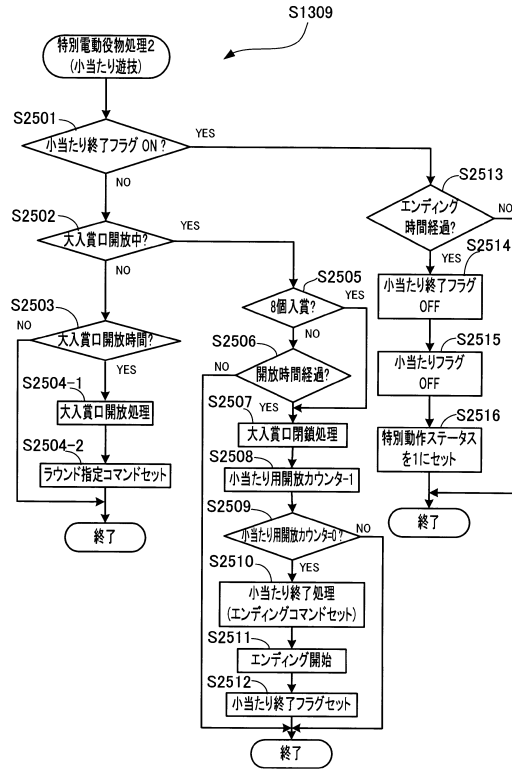 S1309
特別電動役物処理2
(小当たり遊技)
S2501
小当たり終了フラグ ON?
YES
NO
S2502
大入賞口開放中?
YES
NO
S2503
大入賞口開放時間?
NO
YES
S2504-1
大入賞口開放処理
S2504-2
ラウンド指定コマンドセット
終了
S2505
8個入賞?
YES
NO
S2506
開放時間経過?
NO
YES
S2507
大入賞口閉鎖処理
S2508
小当たり用開放カウンタ-1
S2509
小当たり用開放カウンタ=0?
NO
YES
S2510
小当たり終了処理
(エンディングコマンドセット)
S2511
エンディング開始
S2512
小当たり終了フラグセット
終了
S2513
エンディング
時間経過?
NO
YES
S2514
小当たり終了フラグ
OFF
S2515
小当たりフラグ
OFF
S2516
特別動作ステータス
を1にセット
終了